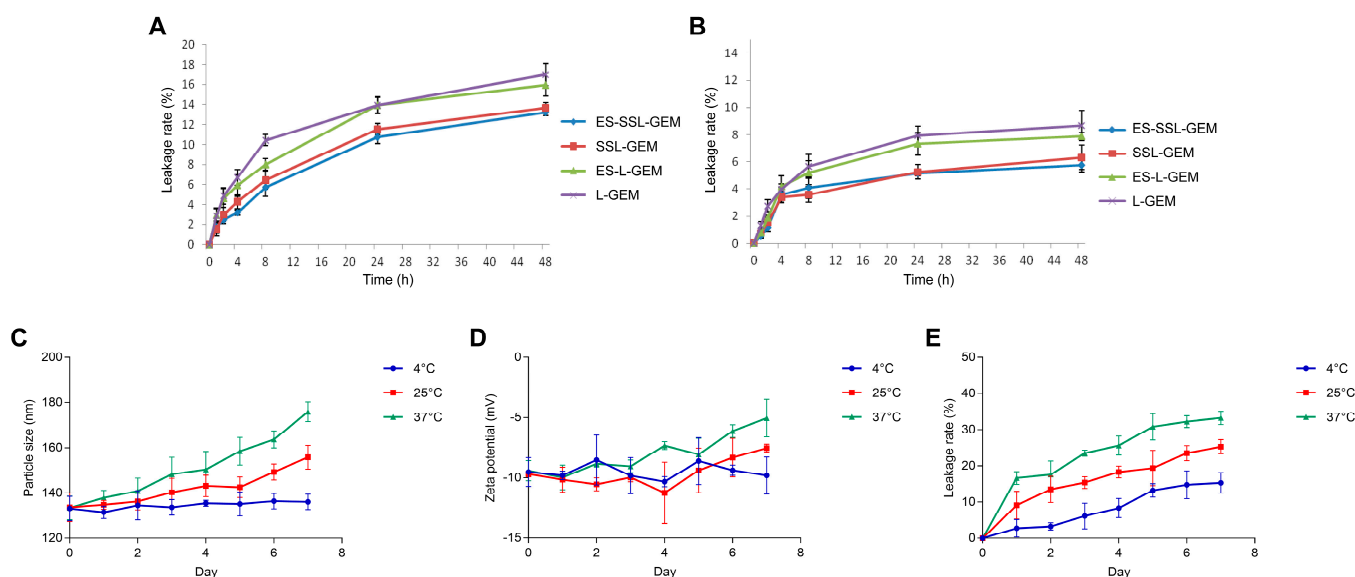 A
20
18
16
14
12
10
8
6
4
2
0
Leakage rate (%)
0 4 8 12 16 20 24 28 32 36 40 44 48
Time (h)
ES-SSL-GEM
SSL-GEM
ES-L-GEM
L-GEM
B
14
12
10
8
6
4
2
0
Leakage rate (%)
0 4 8 12 16 20 24 28 32 36 40 44 48
Time (h)
ES-SSL-GEM
SSL-GEM
ES-L-GEM
L-GEM
C
200
180
160
140
120
Particle size (nm)
0 2 4 6 8
Day
4°C
25°C
37°C
D
0
-5
-10
-15
Zeta potential (mV)
0 2 4 6 8
Day
4°C
25°C
37°C
E
50
40
30
20
10
0
Leakage rate (%)
0 2 4 6 8
Day
4°C
25°C
37°C